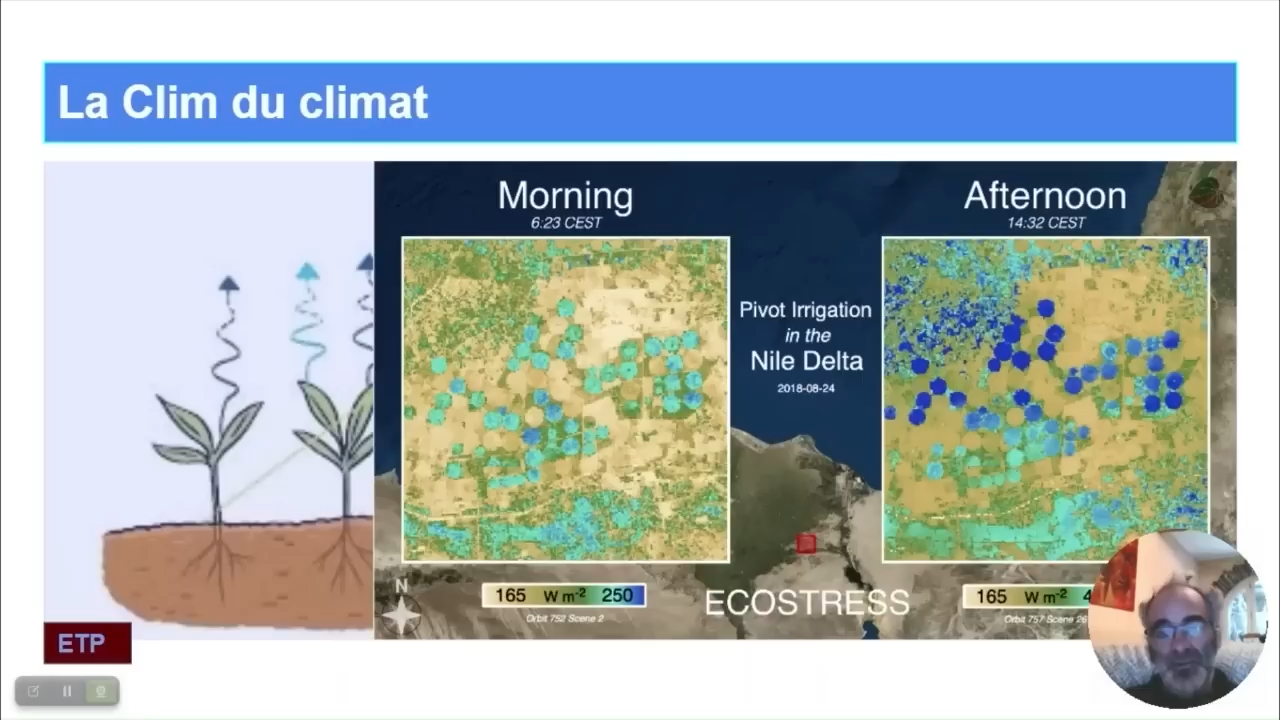 La Clim du climat
Morning
6:23 CEST
Afternoon
14:32 CEST
Pivot Irrigation
in the
Nile Delta
2018-08-24
N
165 W m-2 250
Orbit 752 Scene 2
ECOSTRESS
165 W m-2 4
Orbit 757 Scene 26
ETP